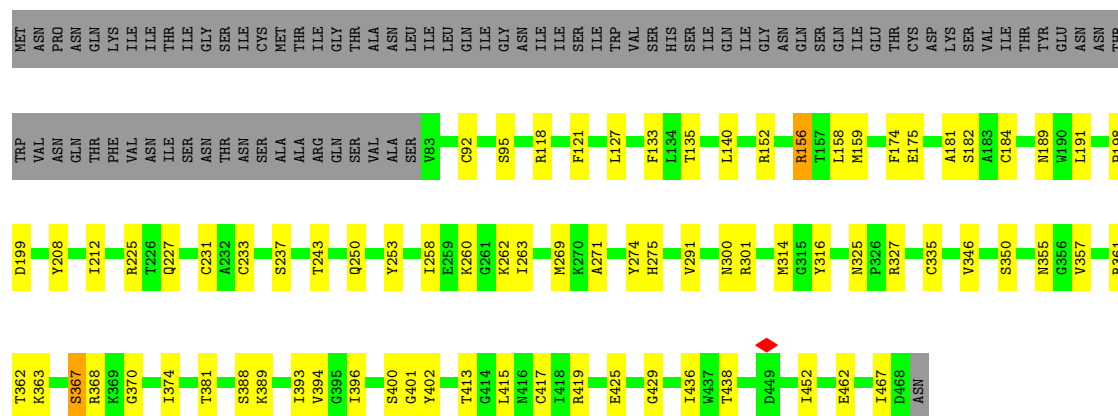 MET ASN PRO ASN GLN LYS ILE ILE THR ILE GLY SER ILE CYS MET THR ILE GLY THR ALA ASN LEU ILE LEU GLN ILE GLY ASN ILE ILE SER ILE TRP VAL SER HIS SER ILE GLN ILE GLY ASN GLN SER GLN ILE GLU THR CYS ASP LYS SER VAL ILE THR TYR GLU ASN ASN THR
TRP VAL ASN GLN THR PHE VAL ASN ILE SER ASN THR ASN SER ALA ALA ARG GLN SER VAL ALA SER V83 C92 S95 R118 F121 L127 F133 L134 T135 L140 R152 R156 T157 L158 M159 F174 E175 A181 S182 A183 C184 N189 W190 L191 P198
D199 Y208 I212 R225 T226 Q227 C231 A232 C233 S237 T243 Q250 Y253 I258 E259 K260 G261 K262 I263 M269 K270 A271 Y274 H275 V291 N300 R301 M314 G315 Y316 N325 P326 R327 C335 V346 S350 N355 G356 V357 R361
T362 K363 S367 R368 K369 G370 I374 T381 S388 K389 I393 V394 G395 I396 S400 G401 Y402 T413 G414 L415 N416 C417 I418 R419 E425 G429 I436 W437 T438 D449 I452 E462 I467 D468 ASN